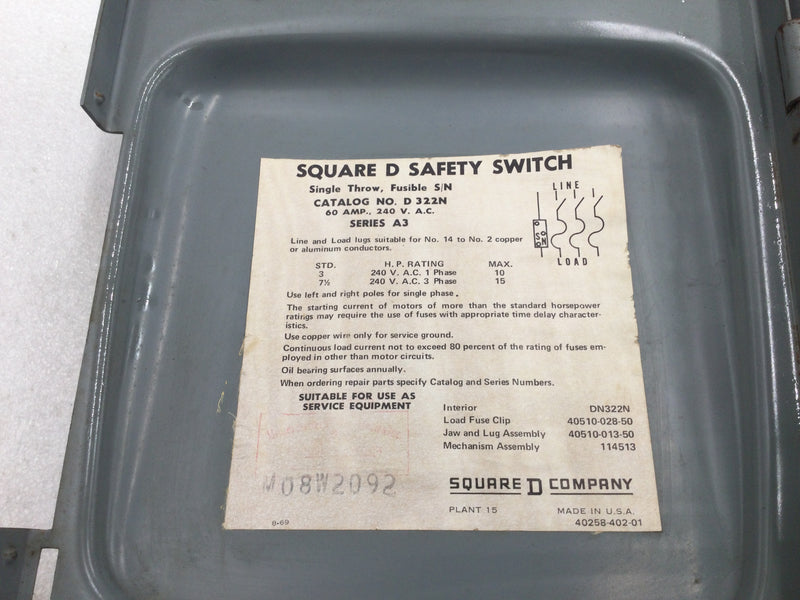 SQUARE D SAFETY SWITCH
Single Throw, Fusible S/N
CATALOG NO. D 322N
60 AMP., 240 V. A.C.
SERIES A3
LINE
LOAD
Line and Load lugs suitable for No. 14 to No. 2 copper
or aluminum conductors.
STD. H.P. RATING MAX.
3 240 V. A.C. 1 Phase 10
7½ 240 V. A.C. 3 Phase 15
Use left and right poles for single phase.
The starting current of motors of more than the standard horsepower
ratings may require the use of fuses with appropriate time delay character-
istics.
Use copper wire only for service ground.
Continuous load current not to exceed 80 percent of the rating of fuses em-
ployed in other than motor circuits.
Oil bearing surfaces annually.
When ordering repair parts specify Catalog and Series Numbers.
SUITABLE FOR USE AS
SERVICE EQUIPMENT
Interior DN322N
Load Fuse Clip 40510-028-50
Jaw and Lug Assembly 40510-013-50
Mechanism Assembly 114513
M08W2092
SQUARE D COMPANY
PLANT 15 MADE IN U.S.A.
8-69 40258-402-01